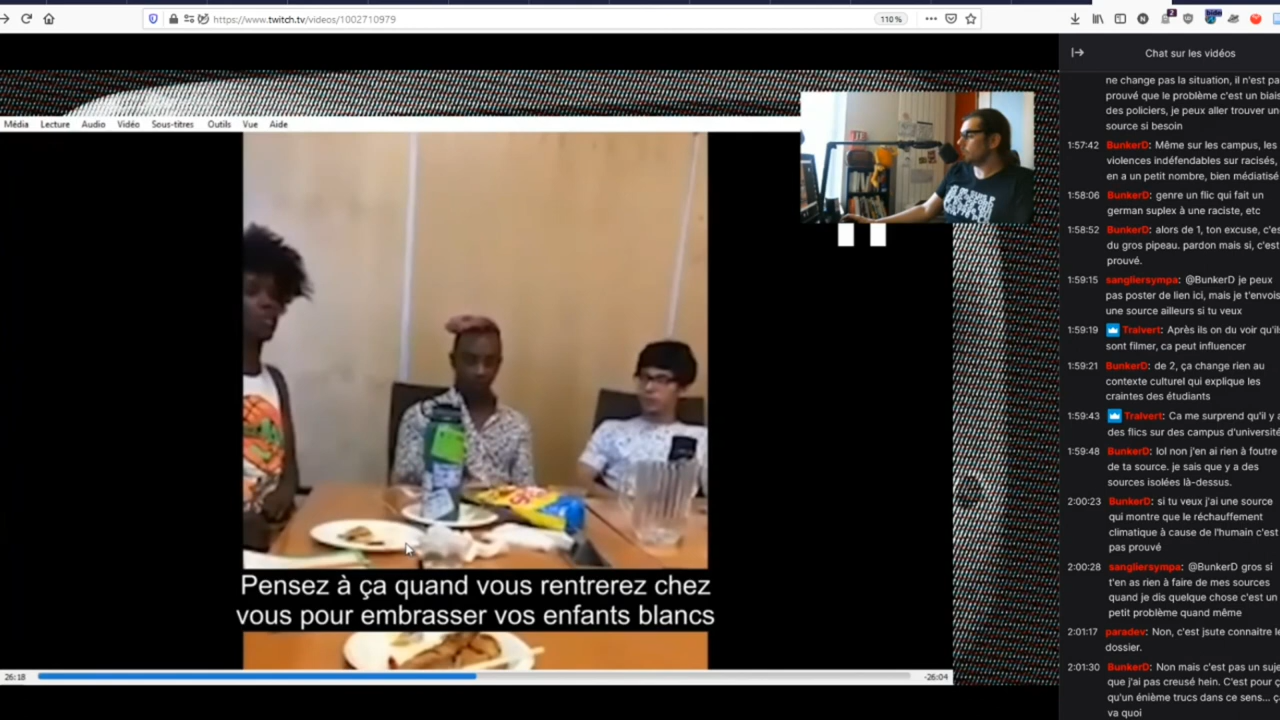 https://www.twitch.tv/videos/1002710979
110%
Chat sur les vidéos
Média Lecture Audio Vidéo Sous-titres Outils Vue Aide
Pensez à ça quand vous rentrerez chez
vous pour embrasser vos enfants blancs
26:18
-26:04
ne change pas la situation, il n'est pa
prouvé que le problème c'est un biais
des policiers, je peux aller trouver un
source si besoin
1:57:42 BunkerD: Même sur les campus, les
violences indéfendables sur racisés,
en a un petit nombre, bien médiatisé
1:58:06 BunkerD: genre un flic qui fait un
german suplex à une raciste, etc
1:58:52 BunkerD: alors de 1, ton excuse, c'es
du gros pipeau. pardon mais si, c'est
prouvé.
1:59:15 sangliersympa: @BunkerD je peux
pas poster de lien ici, mais je t'envois
une source ailleurs si tu veux
1:59:19 Tralvert: Après ils on du voir qu'il
sont filmer, ca peut influencer
1:59:21 BunkerD: de 2, ça change rien au
contexte culturel qui explique les
craintes des étudiants
1:59:43 Tralvert: Ca me surprend qu'il y a
des flics sur des campus d'université
1:59:48 BunkerD: lol non j'en ai rien à foutre
de ta source. je sais que y a des
sources isolées là-dessus.
2:00:23 BunkerD: si tu veux j'ai une source
qui montre que le réchauffement
climatique à cause de l'humain c'est
pas prouvé
2:00:28 sangliersympa: @BunkerD gros si
t'en as rien à faire de mes sources
quand je dis quelque chose c'est un
petit problème quand même
2:01:17 paradev: Non, c'est jsute connaitre le
dossier.
2:01:30 BunkerD: Non mais c'est pas un suje
que j'ai pas creusé hein. C'est pour ç
qu'un énième trucs dans ce sens... ç
va quoi